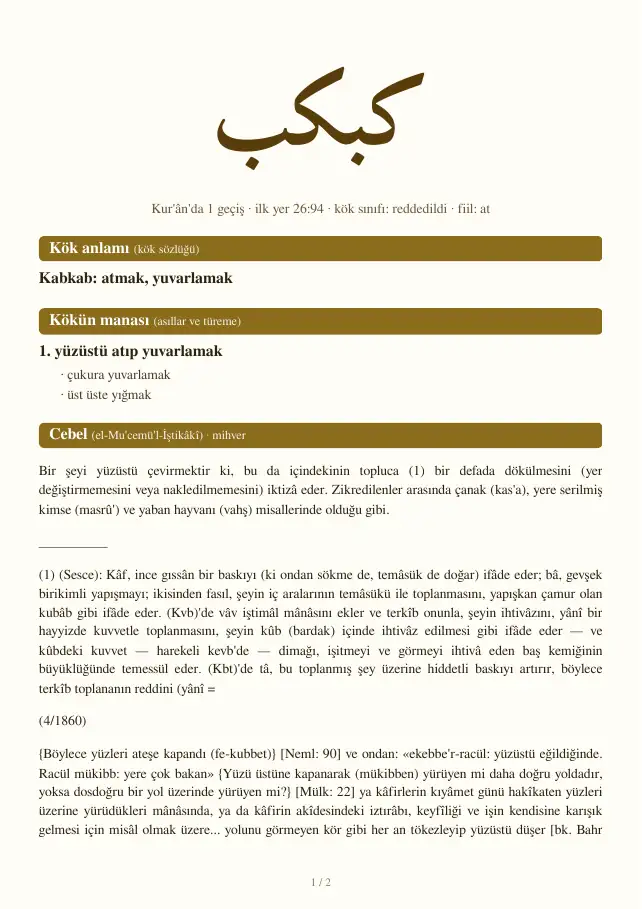 كبكب
Kur'ân'da 1 geçiş · ilk yer 26:94 · kök sınıfı: reddedildi · fiil: at
Kök anlamı (kök sözlüğü)
Kabkab: atmak, yuvarlamak
Kökün manası (asıllar ve türeme)
1. yüzüstü atıp yuvarlamak
· çukura yuvarlamak
· üst üste yığmak
Cebel (el-Mu'cemü'l-İştikâkî) · mihver
Bir şeyi yüzüstü çevirmektir ki, bu da içindekinin topluca (1) bir defada dökülmesini (yer
değiştirmemesini veya nakledilmemesini) iktizâ eder. Zikredilenler arasında çanak (kas'a), yere serilmiş
kimse (masrû') ve yaban hayvanı (vahş) misallerinde olduğu gibi.
(1) (Sesce): Kâf, ince gıssân bir baskıyı (ki ondan sökme de, temâsük de doğar) ifâde eder; bâ, gevşek
birikimli yapışmayı; ikisinden fasıl, şeyin iç aralarının temâsükü ile toplanmasını, yapışkan çamur olan
kubâb gibi ifâde eder. (Kvb)'de vâv iştimâl mânâsını ekler ve terkîb onunla, şeyin ihtivâzını, yânî bir
hayyizde kuvvetle toplanmasını, şeyin kûb (bardak) içinde ihtivâz edilmesi gibi ifâde eder — ve
kûbdeki kuvvet — harekeli kevb'de — dimağı, işitmeyi ve görmeyi ihtivâ eden baş kemiğinin
büyüklüğünde temessül eder. (Kbt)'de tâ, bu toplanmış şey üzerine hiddetli baskıyı artırır, böylece
terkîb toplananın reddini (yânî =
(4/1860)
{Böylece yüzleri ateşe kapandı (fe-kubbet)} [Neml: 90] ve ondan: «ekebbe'r-racül: yüzüstü eğildiğinde.
Racül mükibb: yere çok bakan» {Yüzü üstüne kapanarak (mükibben) yürüyen mi daha doğru yoldadır,
yoksa dosdoğru bir yol üzerinde yürüyen mi?} [Mülk: 22] ya kâfirlerin kıyâmet günü hakîkaten yüzleri
üzerine yürüdükleri mânâsında, ya da kâfirin akîdesindeki iztırâbı, keyfîliği ve işin kendisine karışık
gelmesi için misâl olmak üzere... yolunu görmeyen kör gibi her an tökezleyip yüzüstü düşer [bk. Bahr
1 / 2